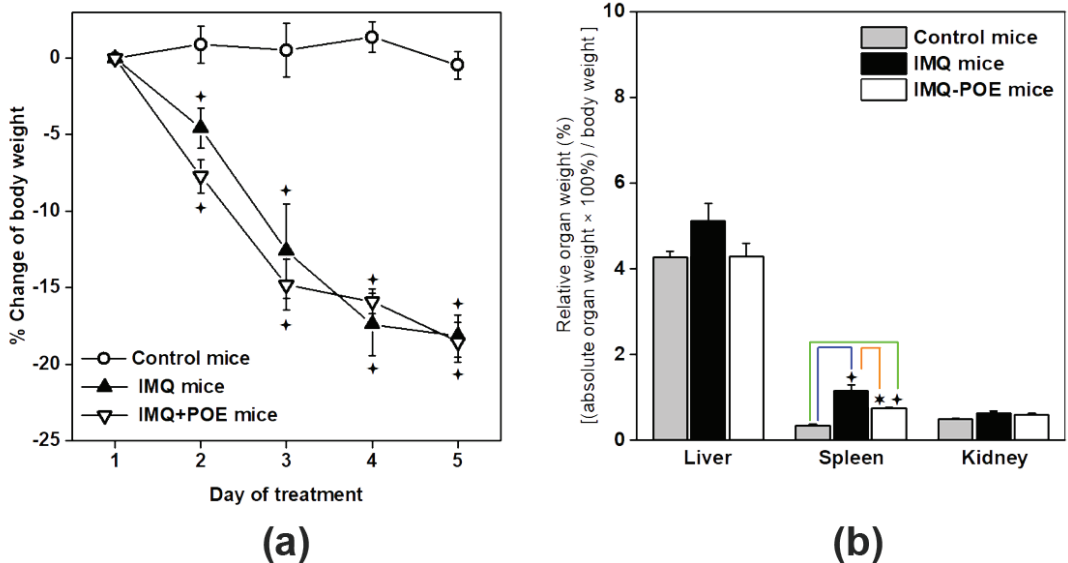 % Change of body weight
0
-5
-10
-15
-20
-25
Control mice
IMQ mice
IMQ+POE mice
1 2 3 4 5
Day of treatment
(a)
Relative organ weight (%)
[(absolute organ weight × 100%) / body weight ]
10
8
6
4
2
0
Control mice
IMQ mice
IMQ-POE mice
Liver Spleen Kidney
(b)